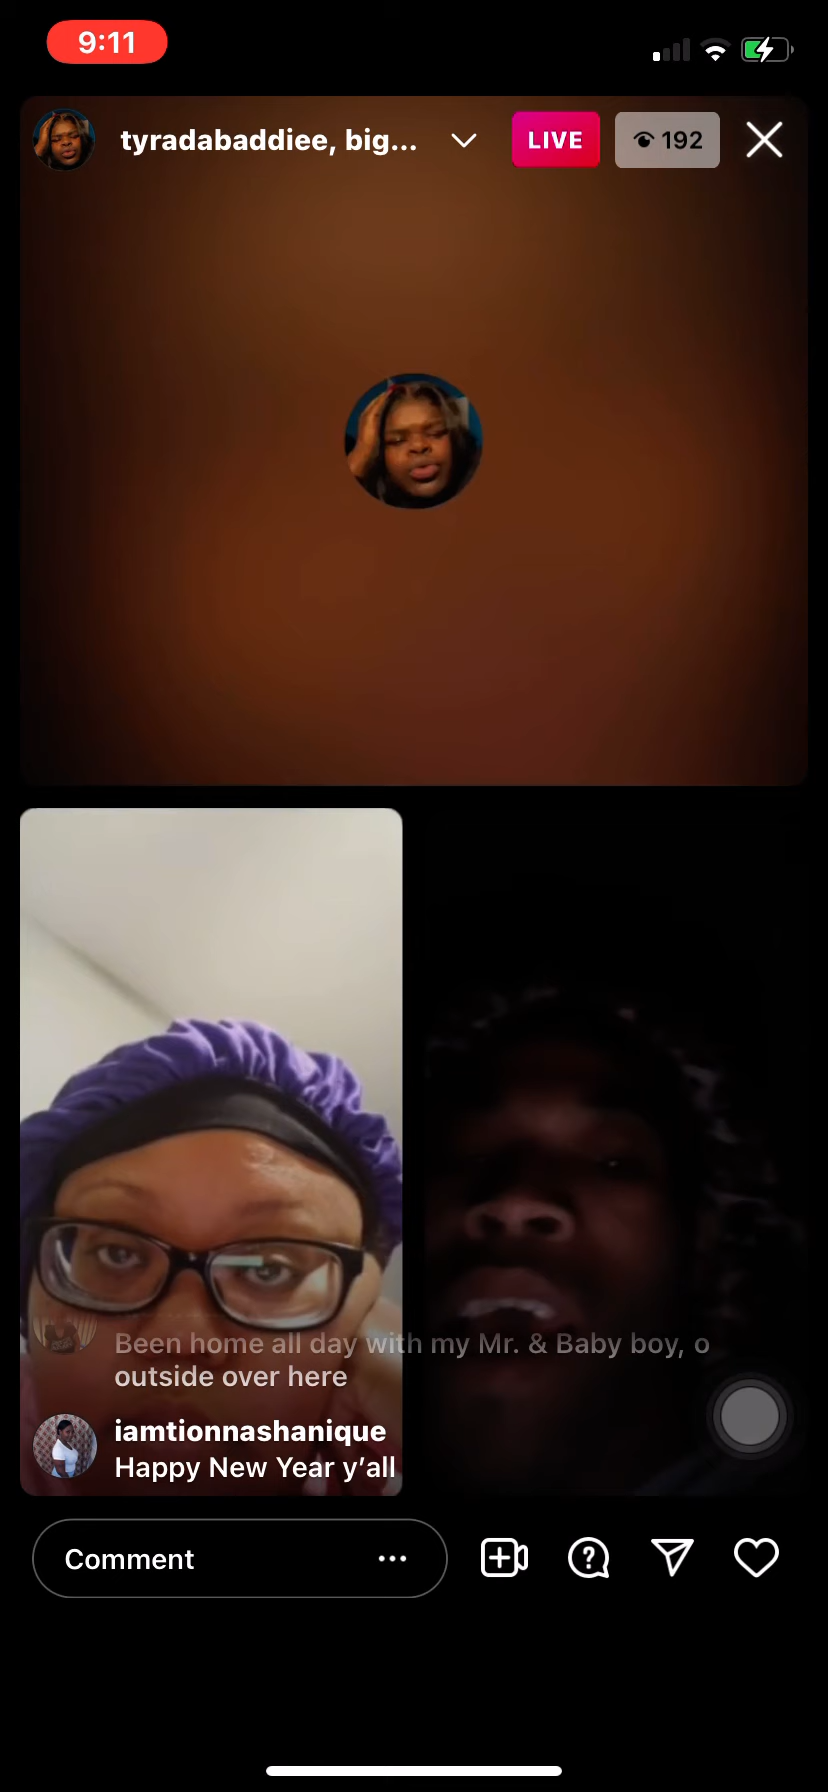 9:11
tyradabaddiee, big...
LIVE
192
Been home all day with my Mr. & Baby boy, o
outside over here
iamtionnashanique
Happy New Year y'all
Comment